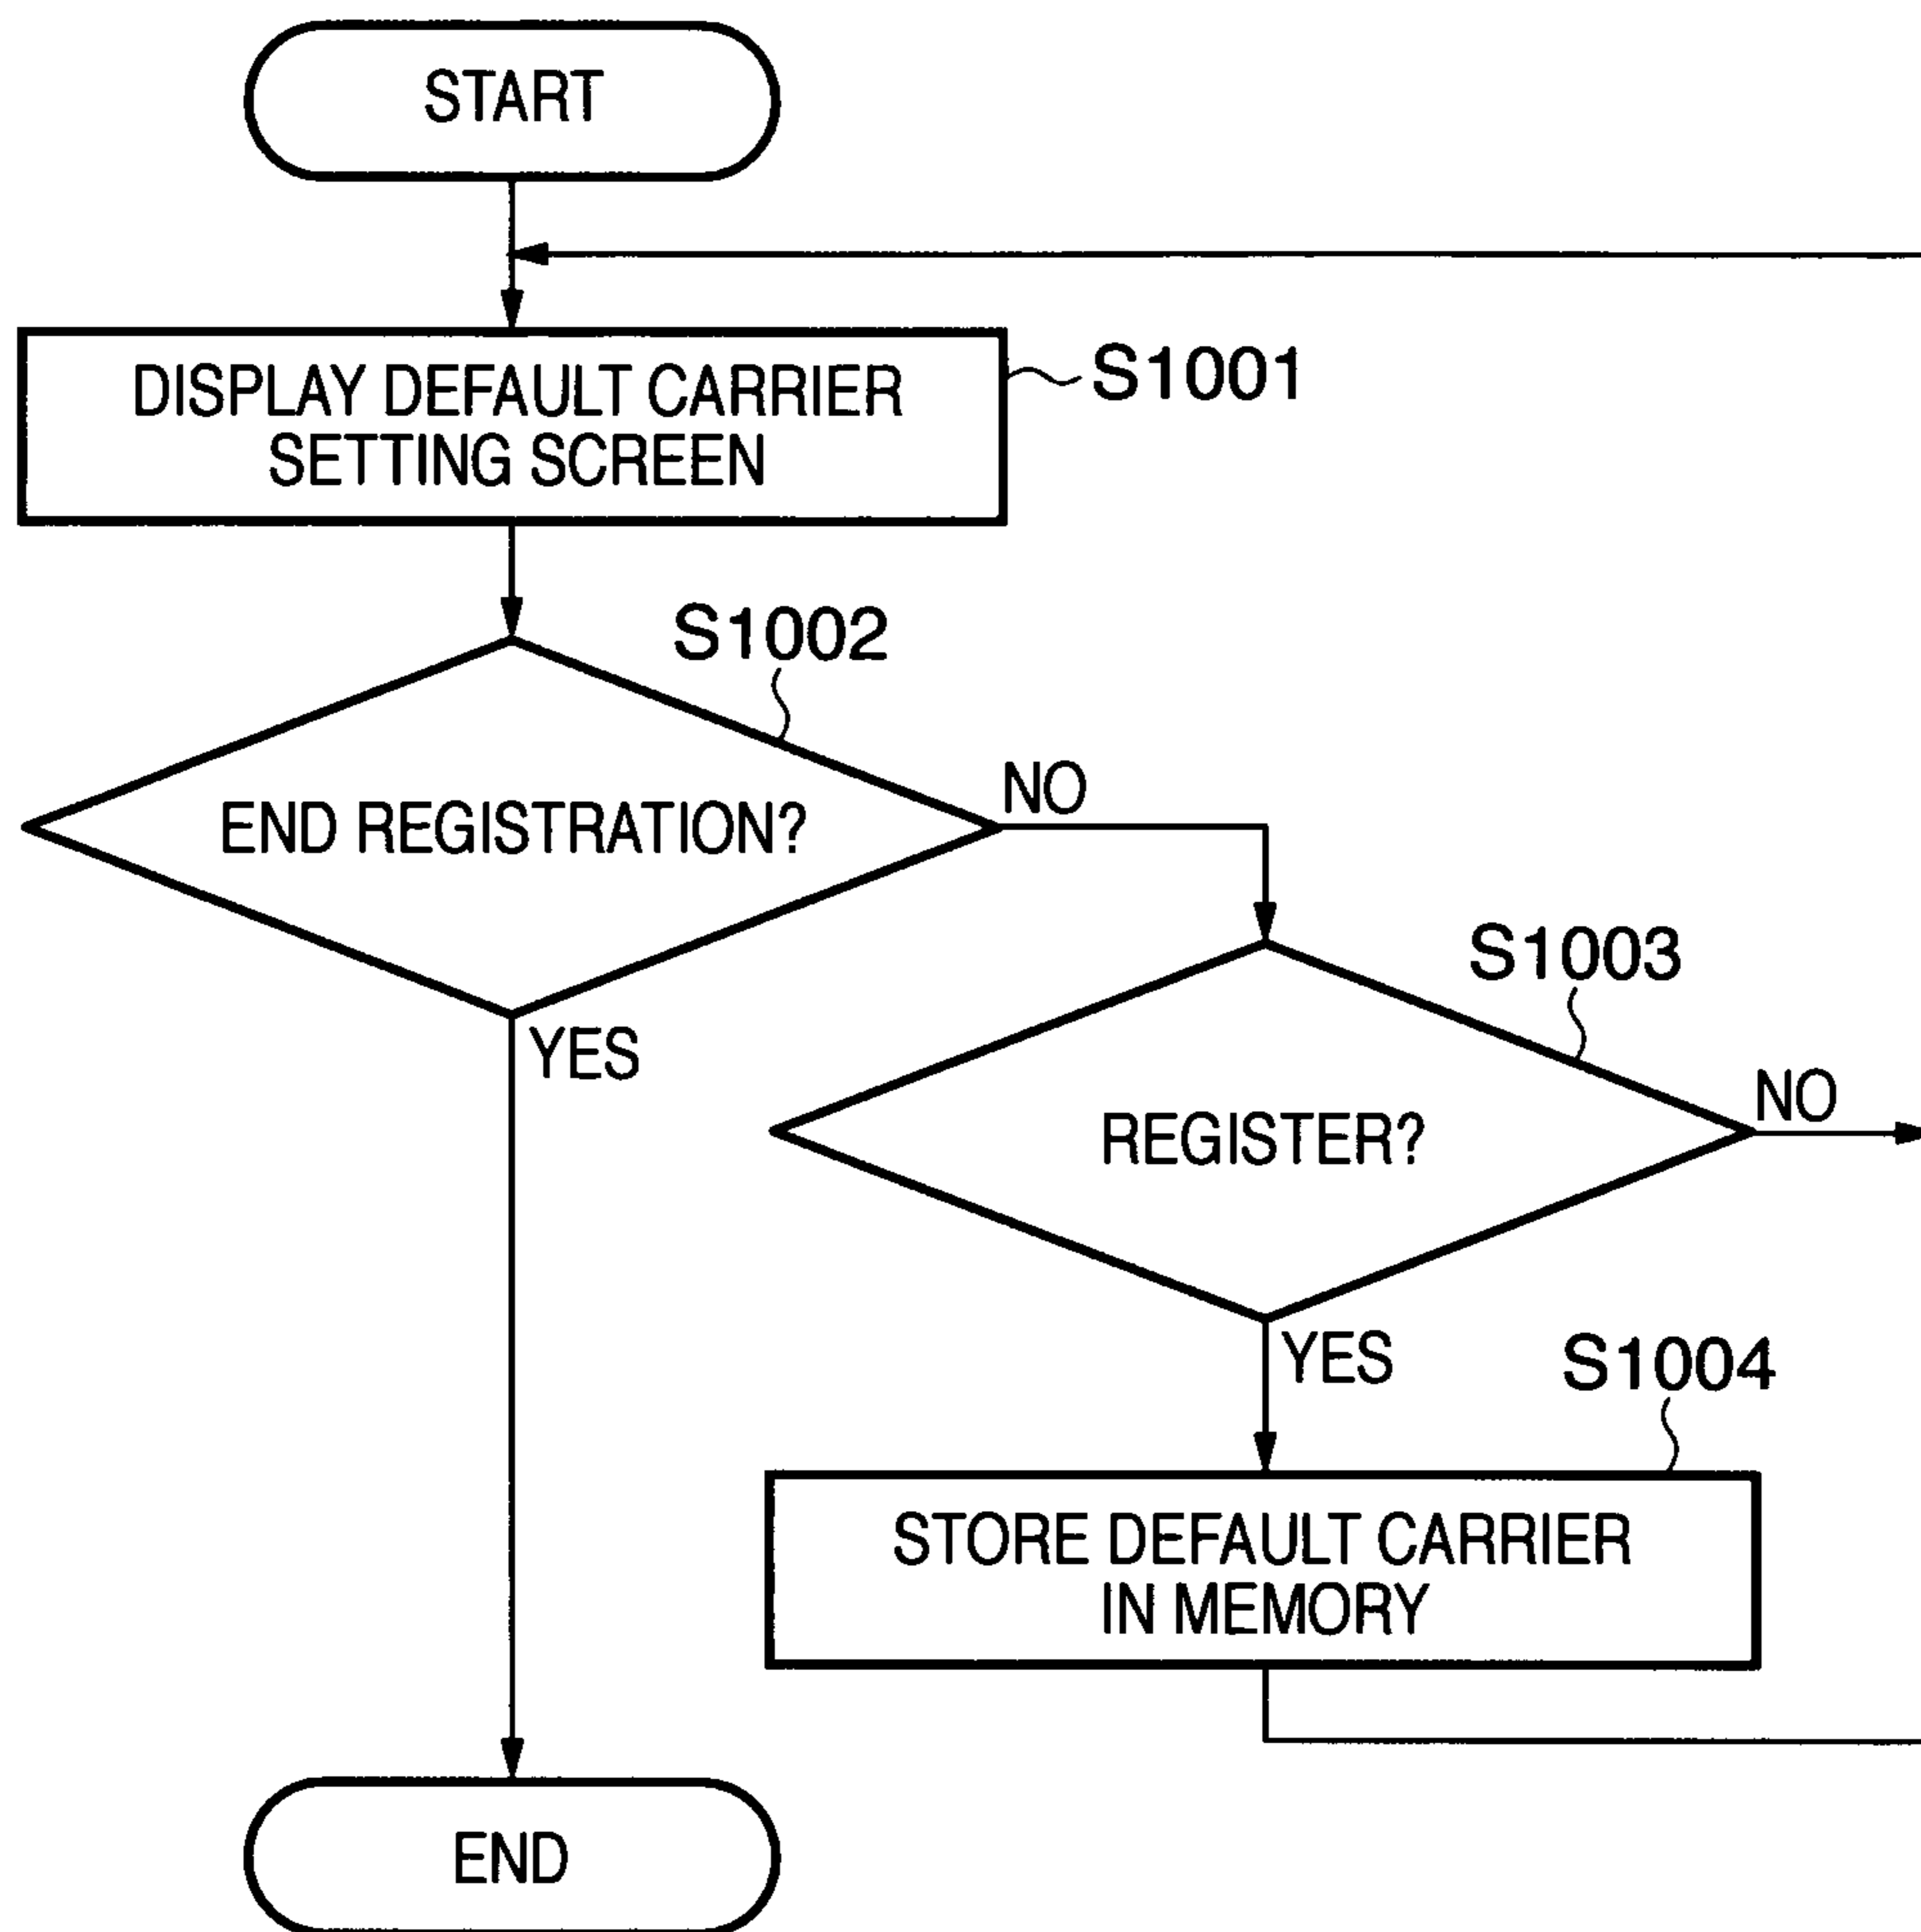 START
DISPLAY DEFAULT CARRIER
SETTING SCREEN
S1001
S1002
END REGISTRATION?
NO
YES
S1003
REGISTER?
NO
YES
S1004
STORE DEFAULT CARRIER
IN MEMORY
END